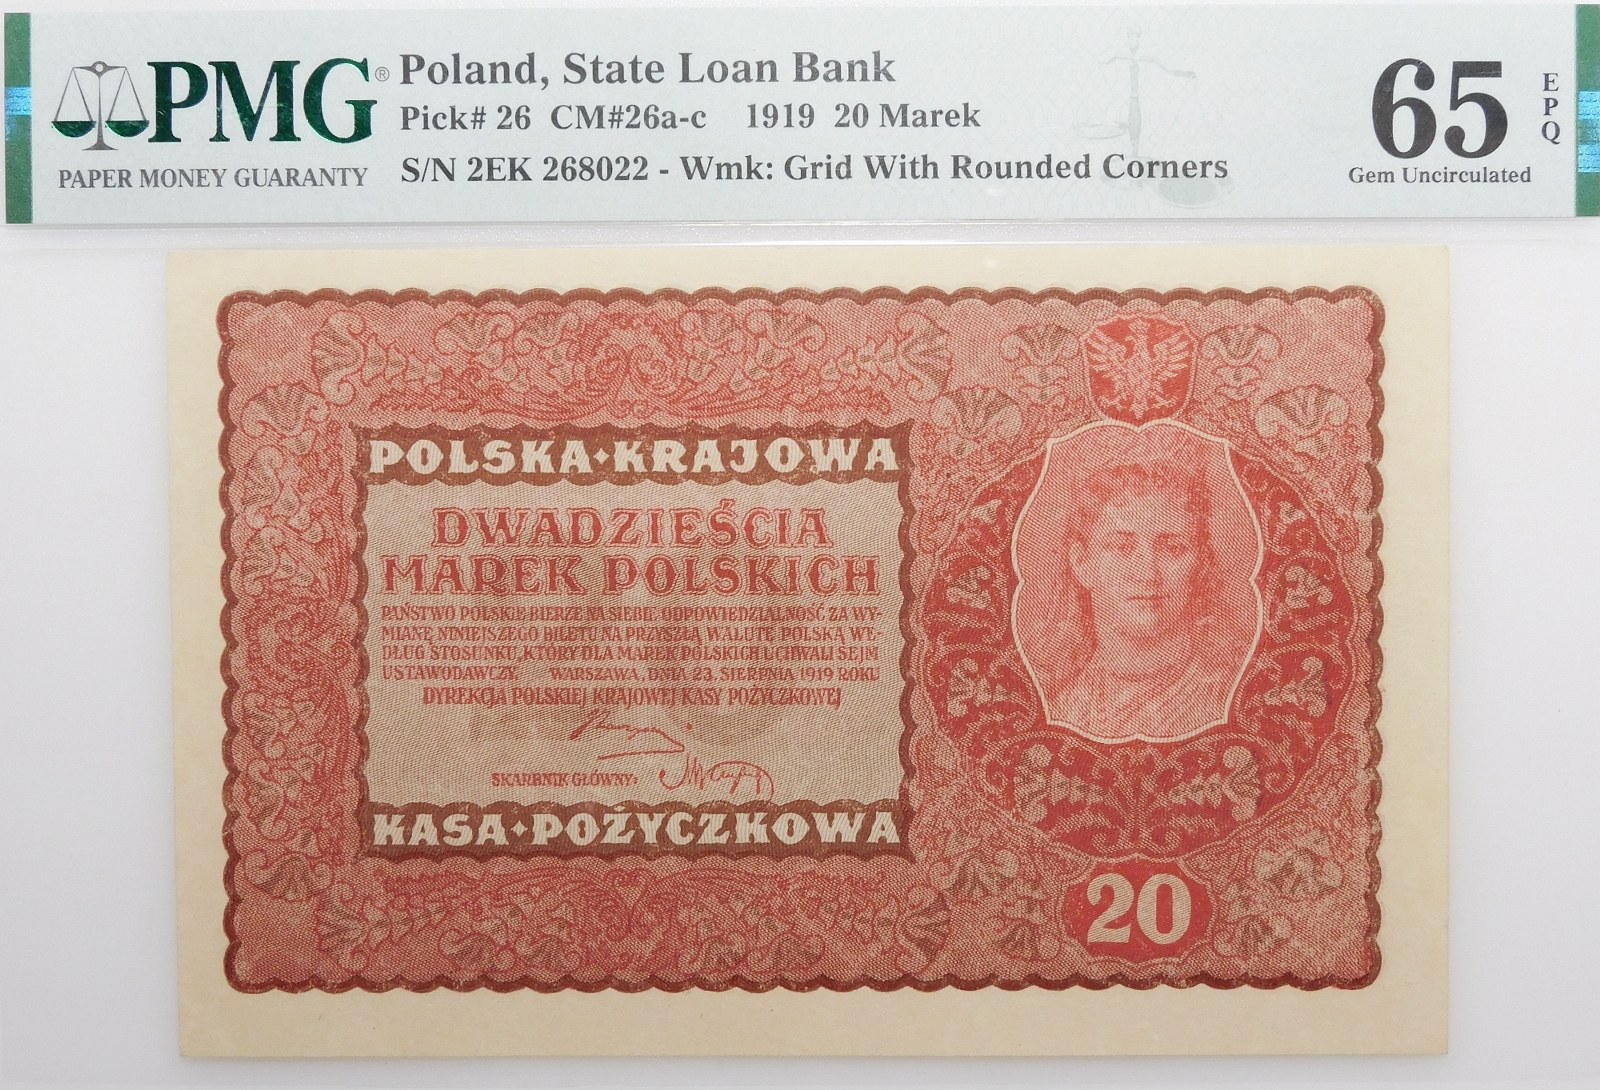 PMG®
PAPER MONEY GUARANTY
Poland, State Loan Bank
Pick# 26 CM#26a-c 1919 20 Marek
S/N 2EK 268022 - Wmk: Grid With Rounded Corners
65 EPQ
Gem Uncirculated
POLSKA·KRAJOWA
DWADZIEŚCIA
MAREK POLSKICH
PAŃSTWO POLSKIE BIERZE NA SIEBIE ODPOWIEDZIALNOŚĆ ZA WY-
MIANĘ NINIEJSZEGO BILETU NA PRZYSZŁĄ WALUTĘ POLSKĄ WE-
DŁUG STOSUNKU, KTÓRY DLA MAREK POLSKICH UCHWALI SEJM
USTAWODAWCZY. WARSZAWA, DNIA 23. SIERPNIA 1919 ROKU
DYREKCJA POLSKIEJ KRAJOWEJ KASY POŻYCZKOWEJ
SKARBNIK GŁÓWNY:
KASA·POŻYCZKOWA
20